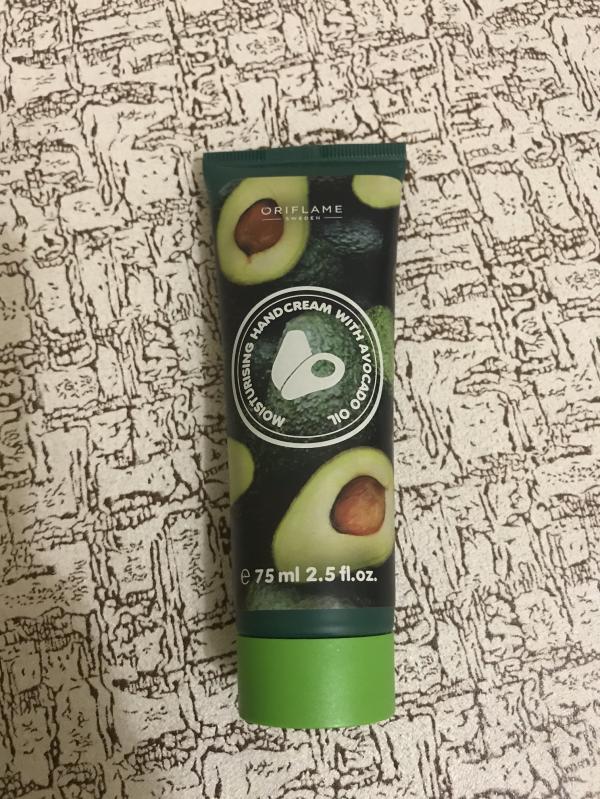 ORIFLAME
SWEDEN
MOISTURISING HANDCREAM WITH AVOCADO OIL
e 75 ml 2.5 fl.oz.